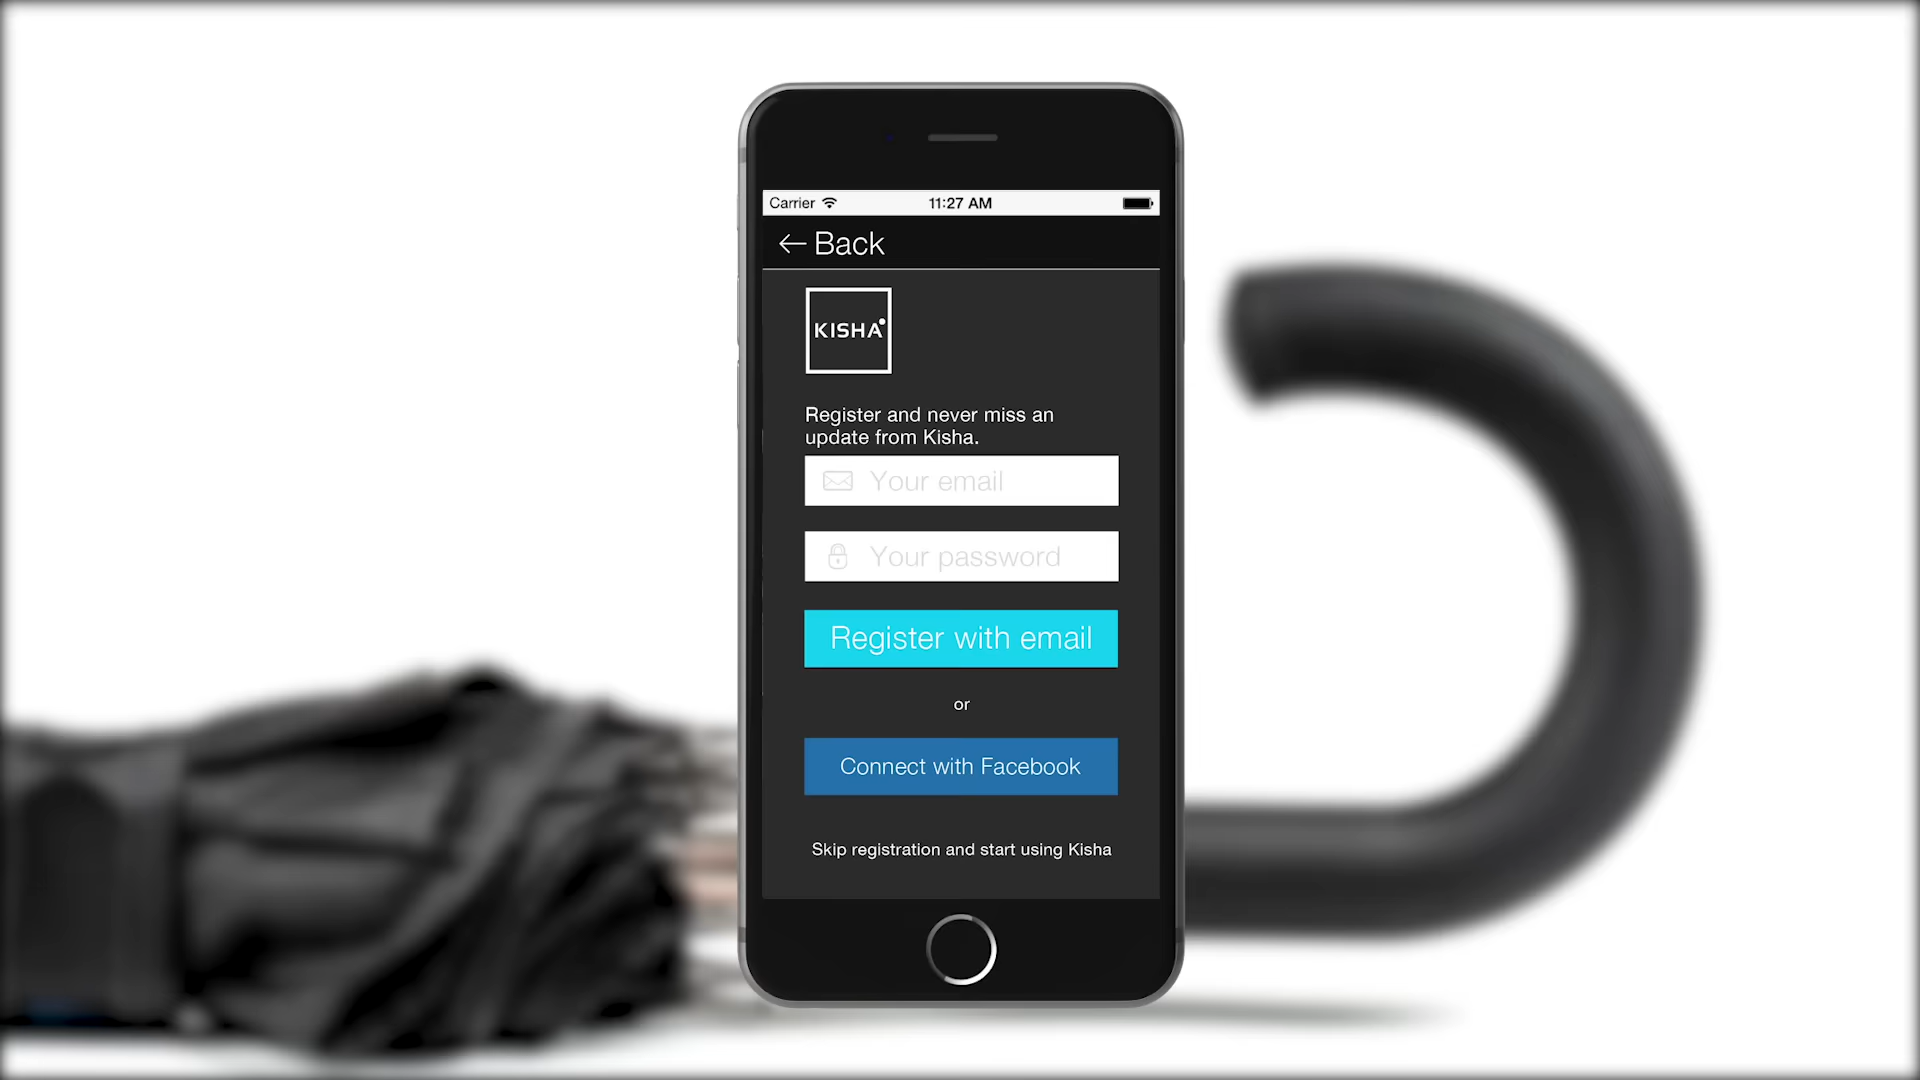 Carrier 11:27 AM
Back
KISHA
Register and never miss an
update from Kisha.
Your email
Your password
Register with email
or
Connect with Facebook
Skip registration and start using Kisha